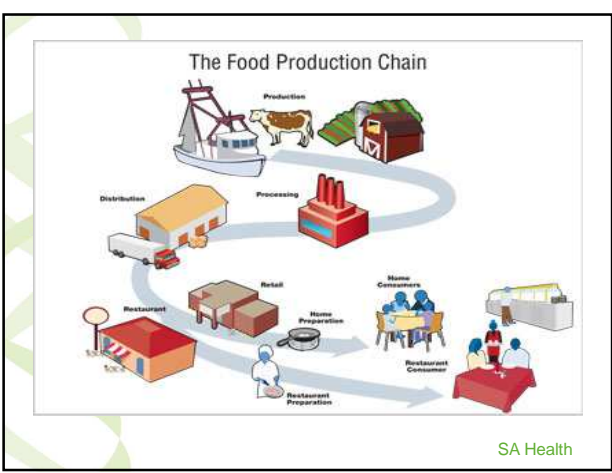 The Food Production Chain
Production
Processing
Distribution
Retail
Restaurant
Home
Preparation
Home
Consumers
Restaurant
Consumer
Restaurant
Preparation
SA Health